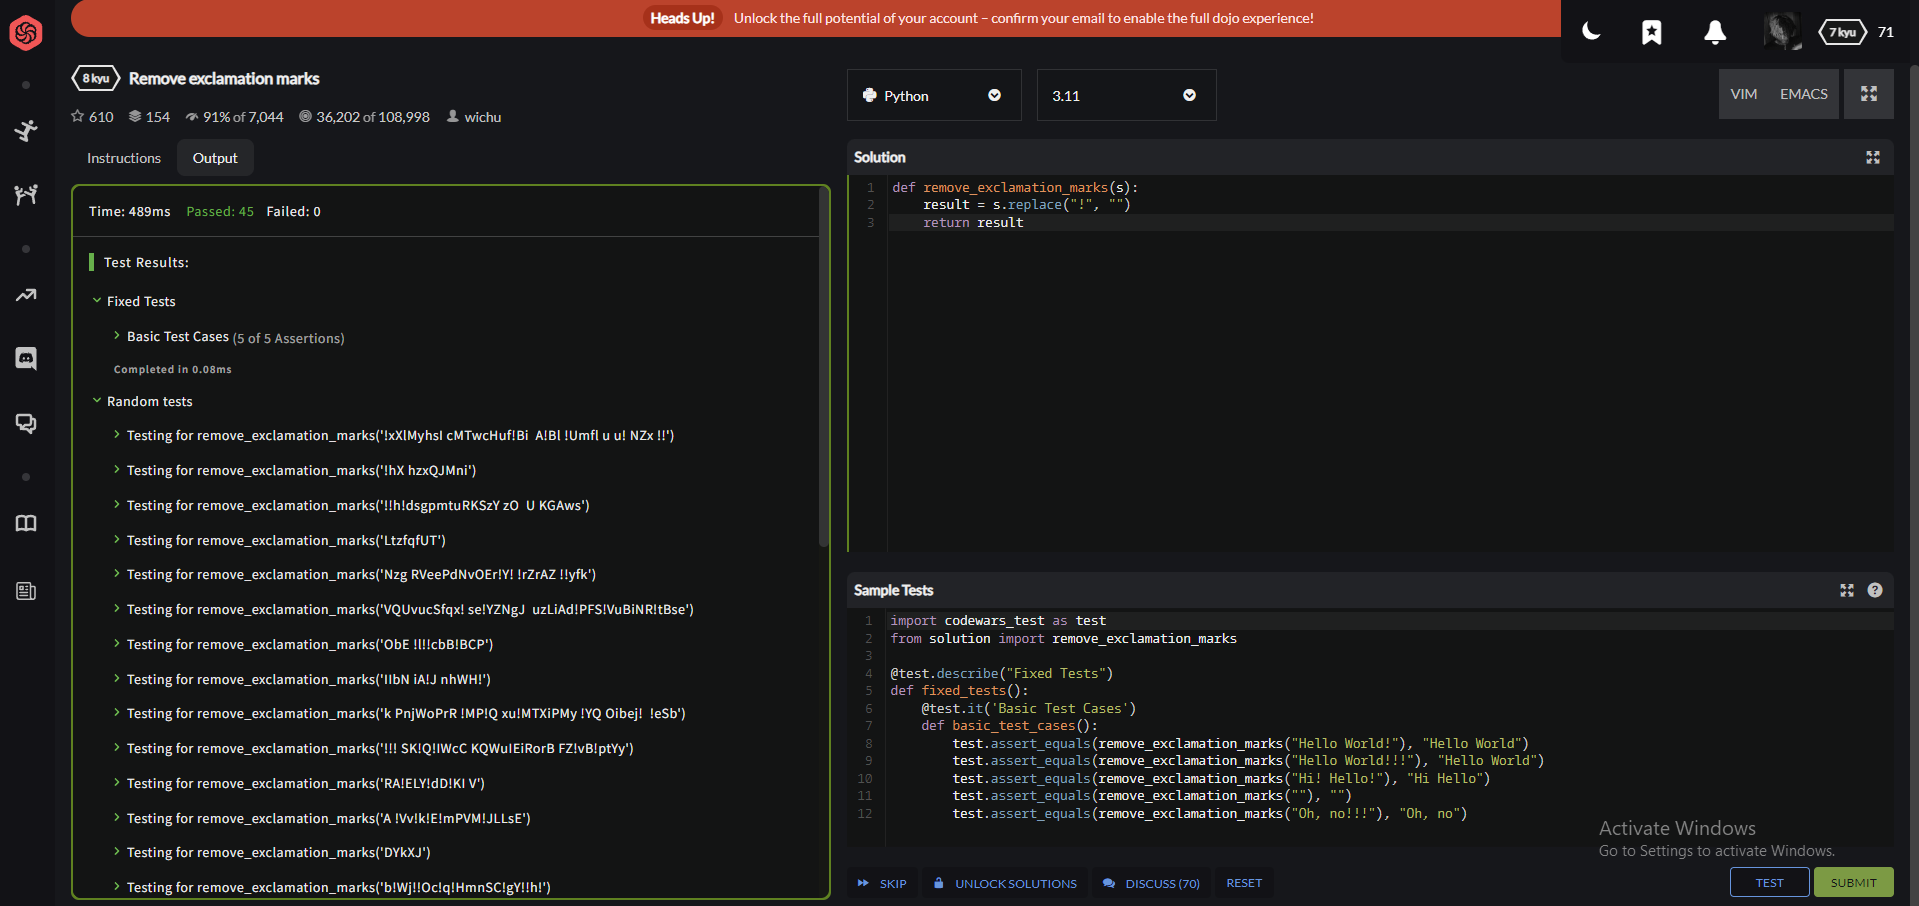 Heads Up! Unlock the full potential of your account – confirm your email to enable the full dojo experience!
7 kyu 71
8 kyu Remove exclamation marks
610 154 91% of 7,044 36,202 of 108,998 wichu
Instructions Output
Time: 489ms Passed: 45 Failed: 0
Test Results:
Fixed Tests
Basic Test Cases (5 of 5 Assertions)
Completed in 0.08ms
Random tests
Testing for remove_exclamation_marks('!xXlMyhsI cMTwcHuf!Bi  A!Bl !Umfl u u! NZx !!')
Testing for remove_exclamation_marks('!hX hzxQJMni')
Testing for remove_exclamation_marks('!!h!dsgpmtuRKSzY zO  U KGAws')
Testing for remove_exclamation_marks('LtzfqfUT')
Testing for remove_exclamation_marks('Nzg RVeePdNvOEr!Y! !rZrAZ !!yfk')
Testing for remove_exclamation_marks('VQUvucSfqx! se!YZNgJ  uzLiAd!PFS!VuBiNR!tBse')
Testing for remove_exclamation_marks('ObE !l!!cbB!BCP')
Testing for remove_exclamation_marks('IIbN iA!J nhWH!')
Testing for remove_exclamation_marks('k PnjWoPrR !MP!Q xu!MTXiPMy !YQ Oibej!  !eSb')
Testing for remove_exclamation_marks('!!! SK!Q!IWcC KQWuIEiRorB FZ!vB!ptYy')
Testing for remove_exclamation_marks('RA!ELY!dD!KI V')
Testing for remove_exclamation_marks('A !Vv!k!E!mPVM!JLLsE')
Testing for remove_exclamation_marks('DYkXJ')
Testing for remove_exclamation_marks('b!Wj!!Oc!q!HmnSC!gY!!h!')
Python 3.11 VIM EMACS
Solution
1 def remove_exclamation_marks(s):
2     result = s.replace("!", "")
3     return result
Sample Tests
1 import codewars_test as test
2 from solution import remove_exclamation_marks
3
4 @test.describe("Fixed Tests")
5 def fixed_tests():
6     @test.it('Basic Test Cases')
7     def basic_test_cases():
8         test.assert_equals(remove_exclamation_marks("Hello World!"), "Hello World")
9         test.assert_equals(remove_exclamation_marks("Hello World!!!"), "Hello World")
10         test.assert_equals(remove_exclamation_marks("Hi! Hello!"), "Hi Hello")
11         test.assert_equals(remove_exclamation_marks(""), "")
12         test.assert_equals(remove_exclamation_marks("Oh, no!!!"), "Oh, no")
Activate Windows
Go to Settings to activate Windows.
SKIP UNLOCK SOLUTIONS DISCUSS (70) RESET TEST SUBMIT